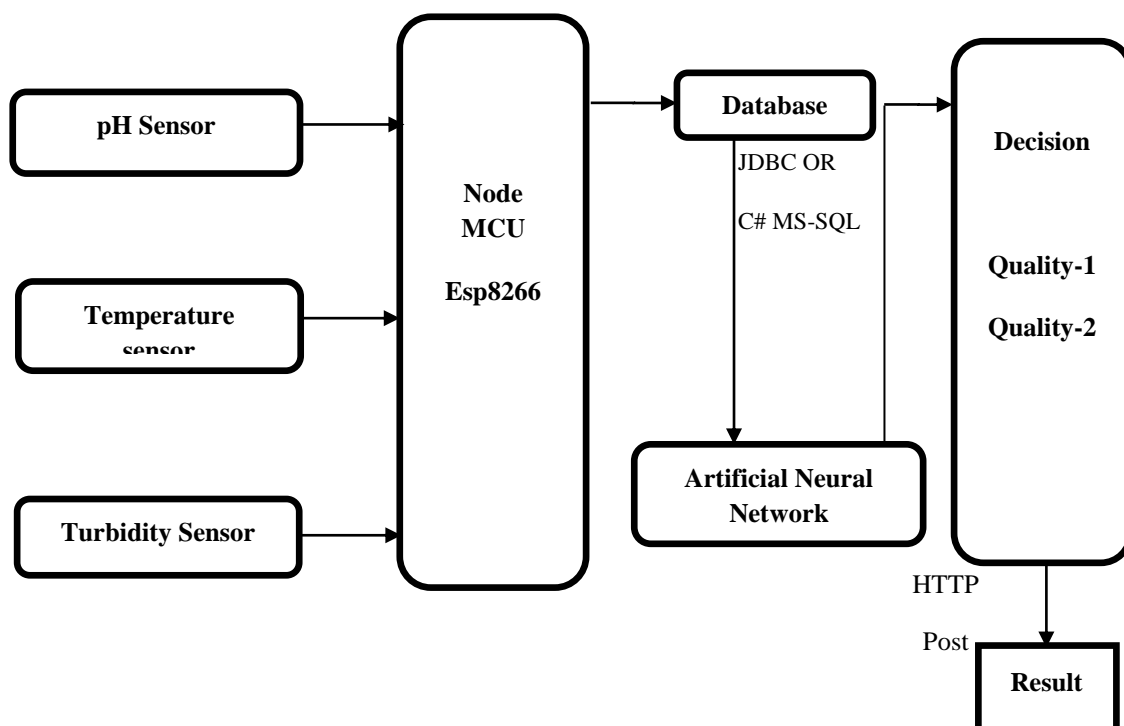 pH Sensor
Temperature
sensor
Turbidity Sensor
Node
MCU
Esp8266
Database
JDBC OR
C# MS-SQL
Artificial Neural
Network
Decision
Quality-1
Quality-2
HTTP
Post
Result